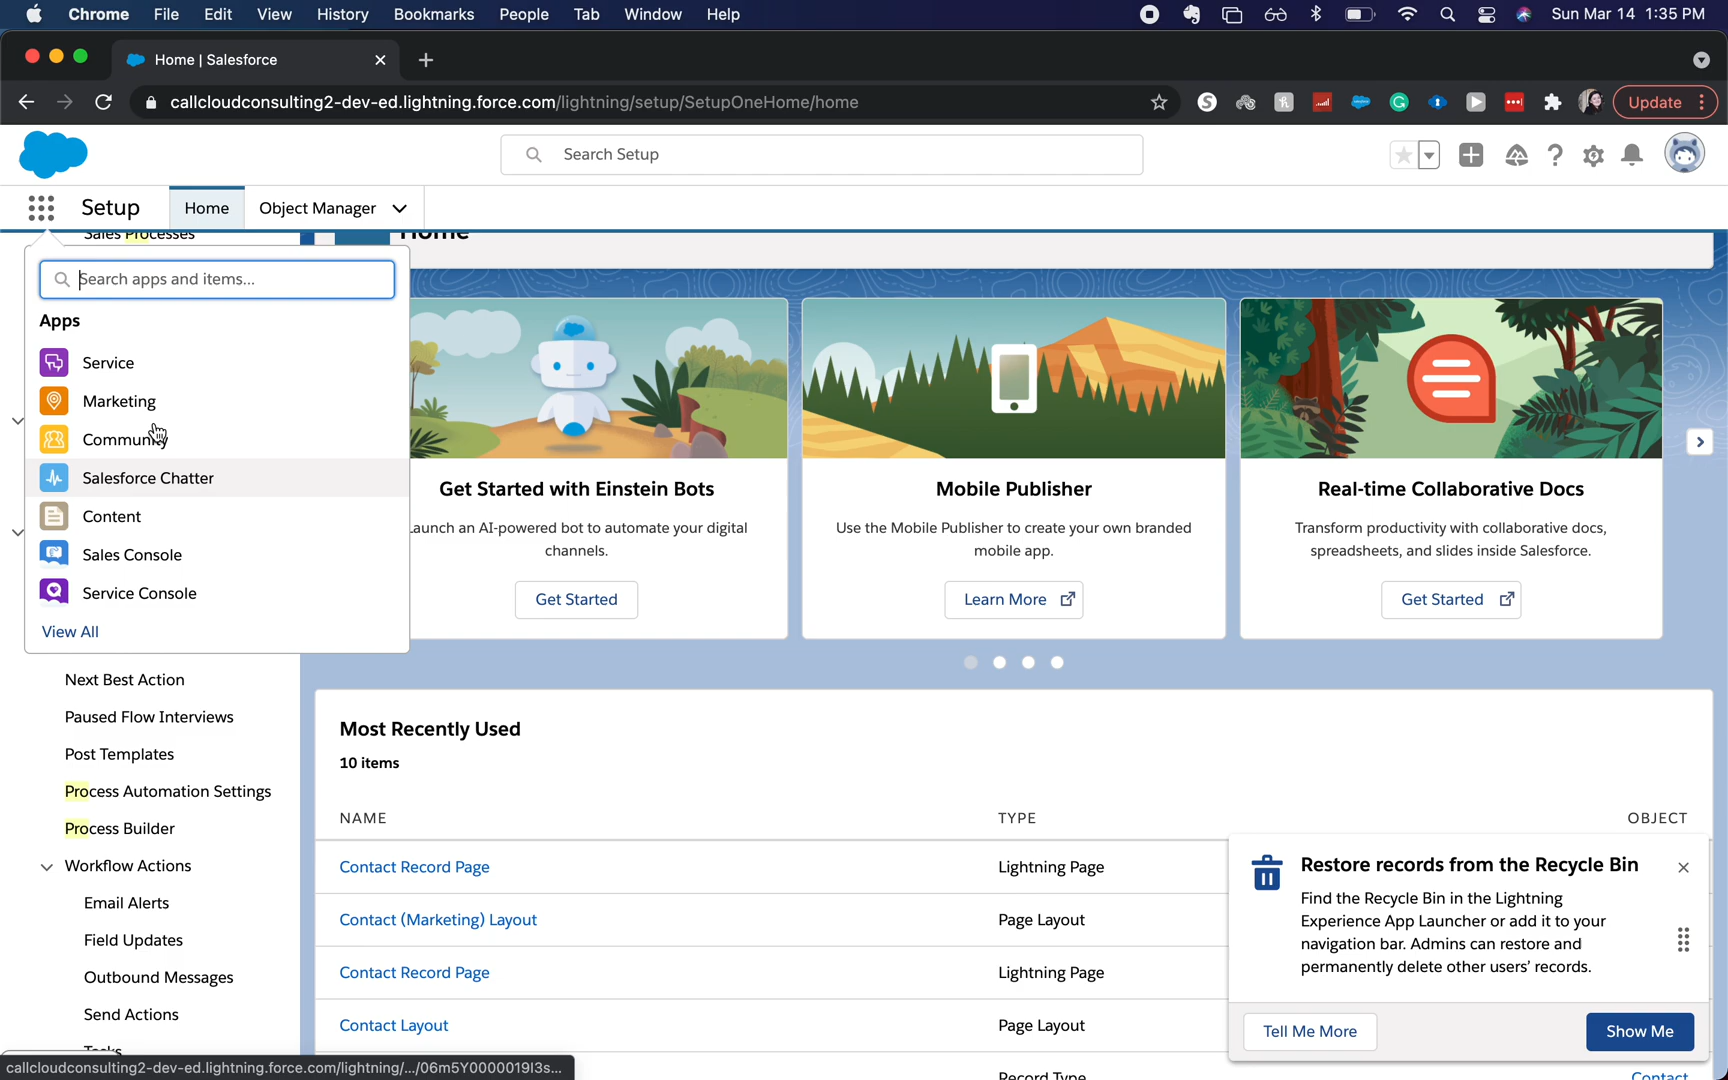 Chrome File Edit View History Bookmarks People Tab Window Help Sun Mar 14 1:35 PM
Home | Salesforce
callcloudconsulting2-dev-ed.lightning.force.com/lightning/setup/SetupOneHome/home Update
Search Setup
Setup Home Object Manager
Sales Processes
Home
Search apps and items...
Apps
Service
Marketing
Community
Salesforce Chatter
Content
Sales Console
Service Console
View All
Next Best Action
Paused Flow Interviews
Post Templates
Process Automation Settings
Process Builder
Workflow Actions
Email Alerts
Field Updates
Outbound Messages
Send Actions
Tasks
callcloudconsulting2-dev-ed.lightning.force.com/lightning/.../06m5Y0000019I3s...
Get Started with Einstein Bots
Launch an AI-powered bot to automate your digital
channels.
Get Started
Mobile Publisher
Use the Mobile Publisher to create your own branded
mobile app.
Learn More
Real-time Collaborative Docs
Transform productivity with collaborative docs,
spreadsheets, and slides inside Salesforce.
Get Started
Most Recently Used
10 items
NAME TYPE OBJECT
Contact Record Page Lightning Page
Contact (Marketing) Layout Page Layout
Contact Record Page Lightning Page
Contact Layout Page Layout
Record Type Contact
Restore records from the Recycle Bin
Find the Recycle Bin in the Lightning
Experience App Launcher or add it to your
navigation bar. Admins can restore and
permanently delete other users' records.
Tell Me More Show Me